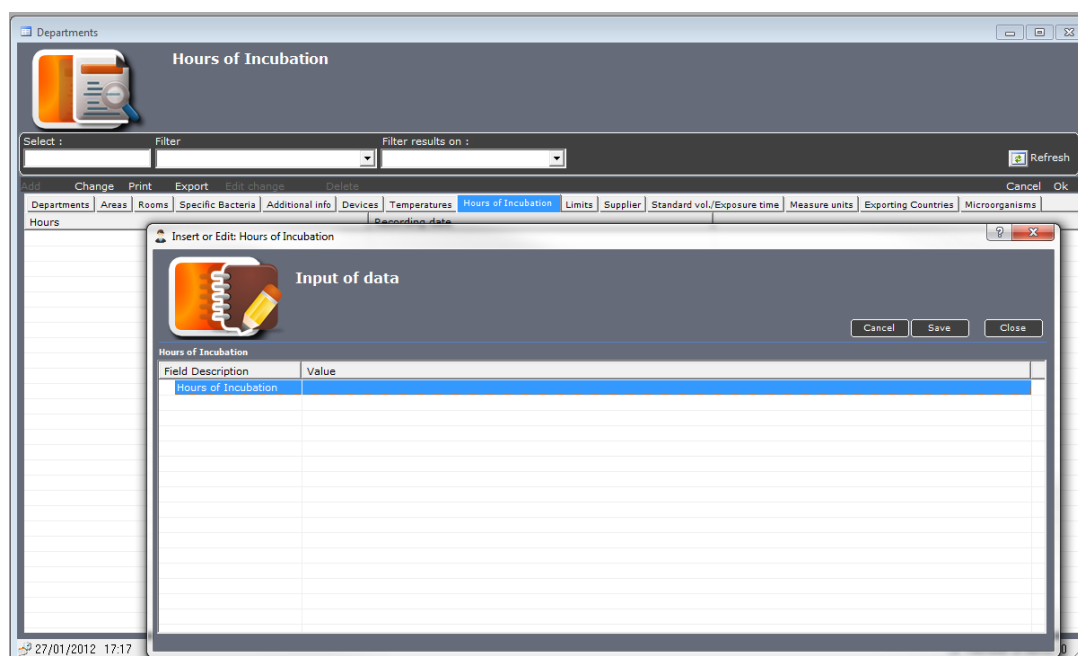 Departments
Hours of Incubation
Select : Filter Filter results on :
Refresh
Add Change Print Export Edit change Delete Cancel Ok
Departments Areas Rooms Specific Bacteria Additional info Devices Temperatures Hours of Incubation Limits Supplier Standard vol./Exposure time Measure units Exporting Countries Microorganisms
Hours Recording date
Insert or Edit: Hours of Incubation
Input of data
Cancel Save Close
Hours of Incubation
Field Description Value
Hours of Incubation
27/01/2012 17:17